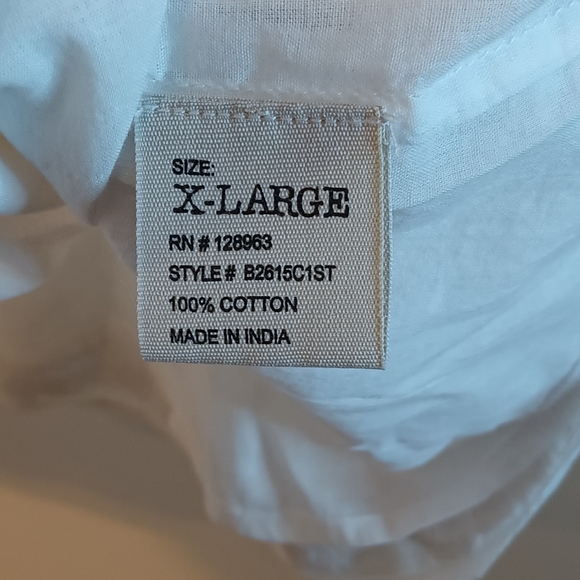 SIZE:
X-LARGE
RN # 128963
STYLE # B2615C1ST
100% COTTON
MADE IN INDIA